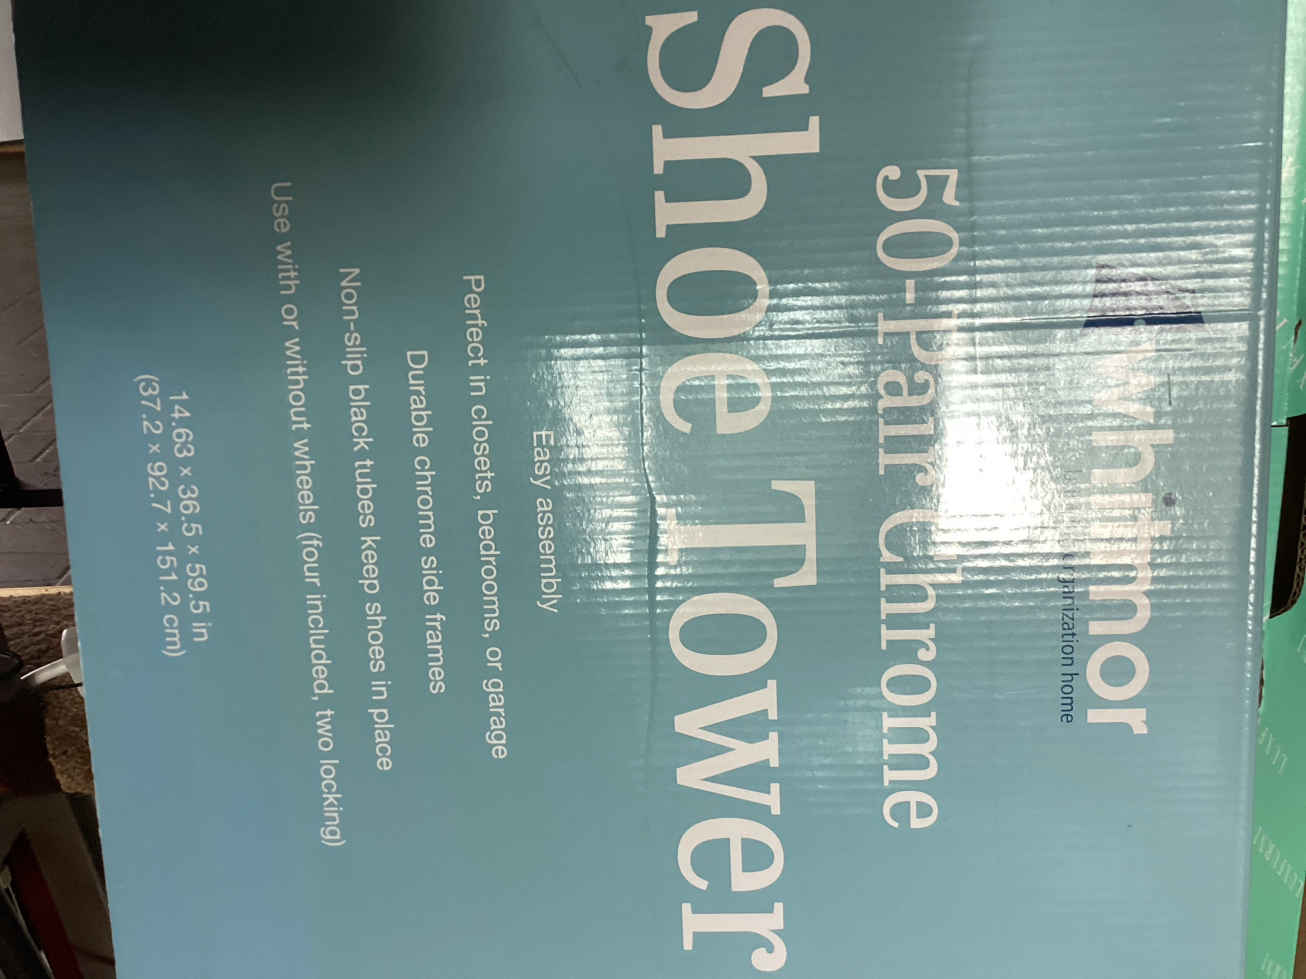 whitmor
organization home
50-Pair Chrome
Shoe Tower
Easy assembly
Perfect in closets, bedrooms, or garage
Durable chrome side frames
Non-slip black tubes keep shoes in place
Use with or without wheels (four included, two locking)
14.63 x 36.5 x 59.5 in
(37.2 x 92.7 x 151.2 cm)